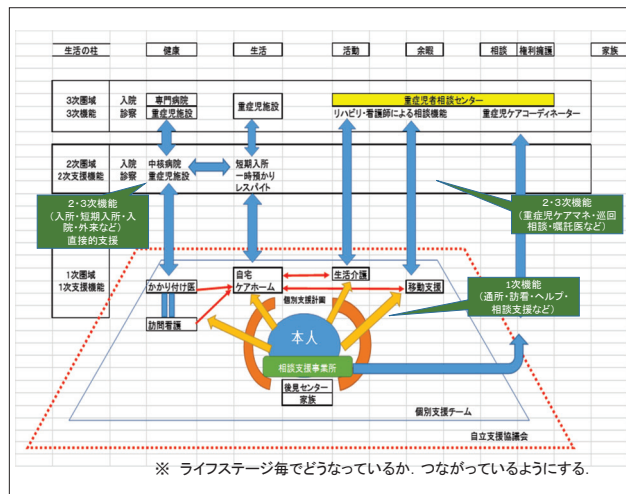 生活の柱 健康 生活 活動 余暇 相談 権利擁護 家族
3次圏域 入院 専門病院
3次機能 診察 重症児施設
重症児施設
重症児者相談センター
リハビリ・看護師による相談機能 重症児ケアコーディネーター
2次圏域 入院 中核病院 短期入所
2次支援機能 診察 重症児施設 一時預かり
レスパイト
2・3次機能
(入所・短期入所・入
院・外来など)
直接的支援
2・3次機能
(重症児ケアマネ・巡回
相談・嘱託医など)
1次圏域
1次支援機能
かかり付け医
自宅
ケアホーム
生活介護
移動支援
1次機能
(通所・訪看・ヘルプ・
相談支援など)
個別支援計画
訪問看護
本人
相談支援事業所
後見センター
家族
個別支援チーム
自立支援協議会
※ ライフステージ毎でどうなっているか. つながっているようにする.